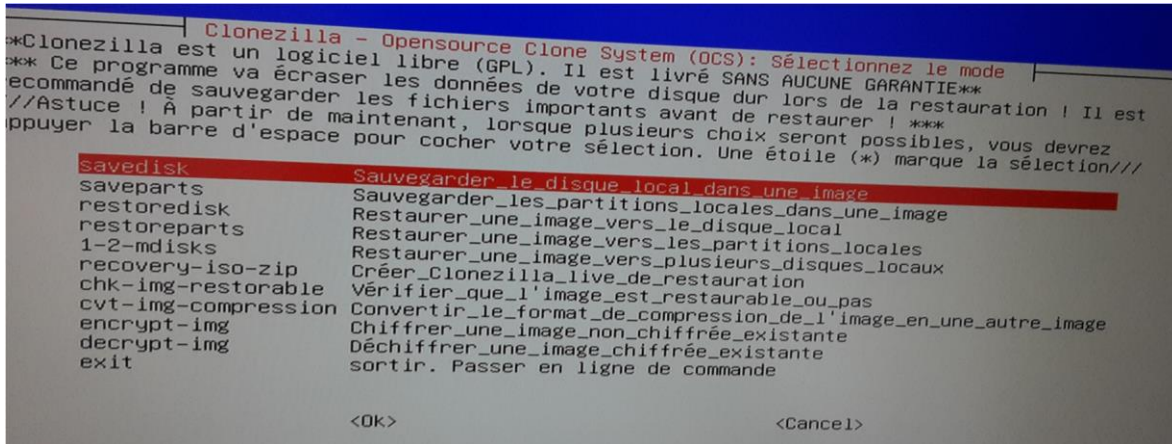 Clonezilla - Opensource Clone System (OCS): Sélectionnez le mode
**Clonezilla est un logiciel libre (GPL). Il est livré SANS AUCUNE GARANTIE**
*** Ce programme va écraser les données de votre disque dur lors de la restauration ! Il est
recommandé de sauvegarder les fichiers importants avant de restaurer ! ***
///Astuce ! À partir de maintenant, lorsque plusieurs choix seront possibles, vous devrez
appuyer la barre d'espace pour cocher votre sélection. Une étoile (*) marque la sélection///
savedisk Sauvegarder_le_disque_local_dans_une_image
saveparts Sauvegarder_les_partitions_locales_dans_une_image
restoredisk Restaurer_une_image_vers_le_disque_local
restoreparts Restaurer_une_image_vers_les_partitions_locales
1-2-mdisks Restaurer_une_image_vers_plusieurs_disques_locaux
recovery-iso-zip Créer_Clonezilla_live_de_restauration
chk-img-restorable Vérifier_que_l'image_est_restaurable_ou_pas
cvt-img-compression Convertir_le_format_de_compression_de_l'image_en_une_autre_image
encrypt-img Chiffrer_une_image_non_chiffrée_existante
decrypt-img Déchiffrer_une_image_chiffrée_existante
exit sortir. Passer en ligne de commande
<Ok> <Cancel>